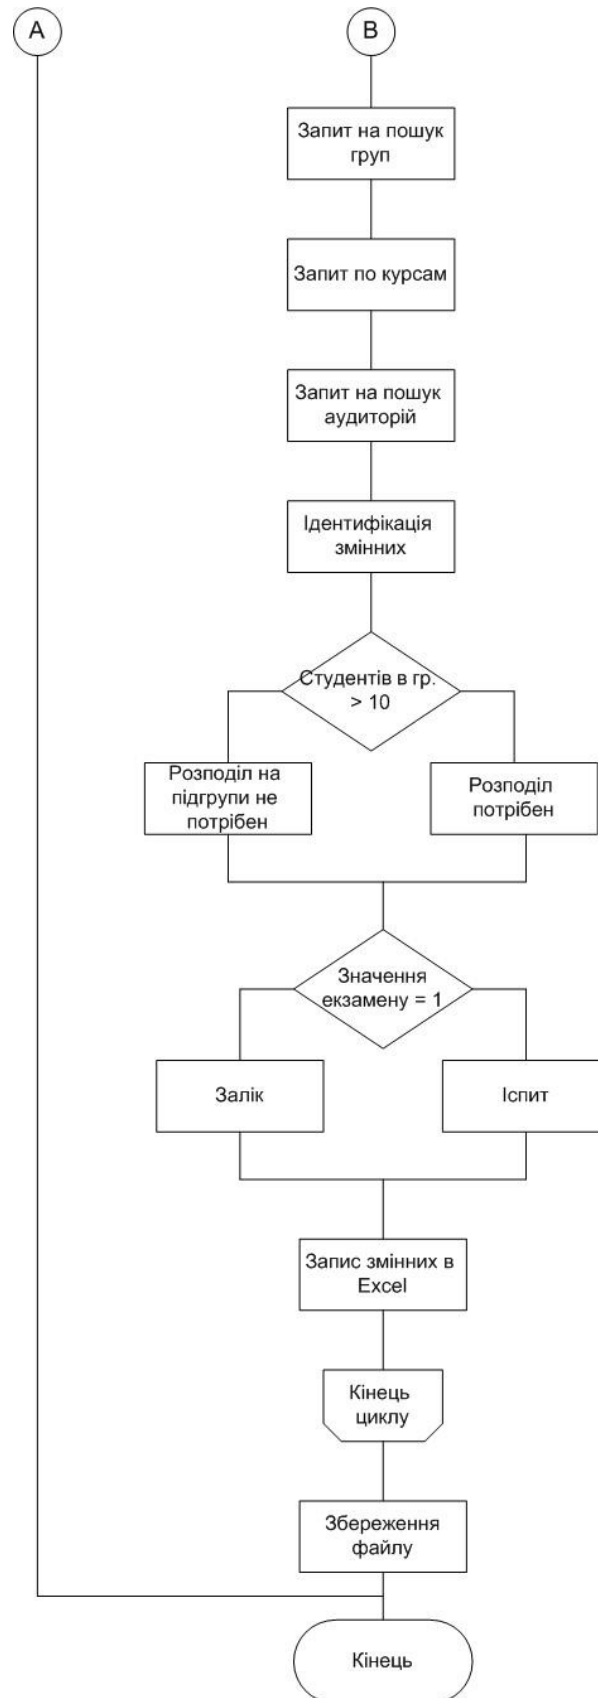 A
B
Запит на пошук
груп
Запит по курсам
Запит на пошук
аудиторій
Ідентифікація
змінних
Студентів в гр.
> 10
Розподіл на
підгрупи не
потрібен
Розподіл
потрібен
Значення
екзамену = 1
Залік
Іспит
Запис змінних в
Excel
Кінець
циклу
Збереження
файлу
Кінець